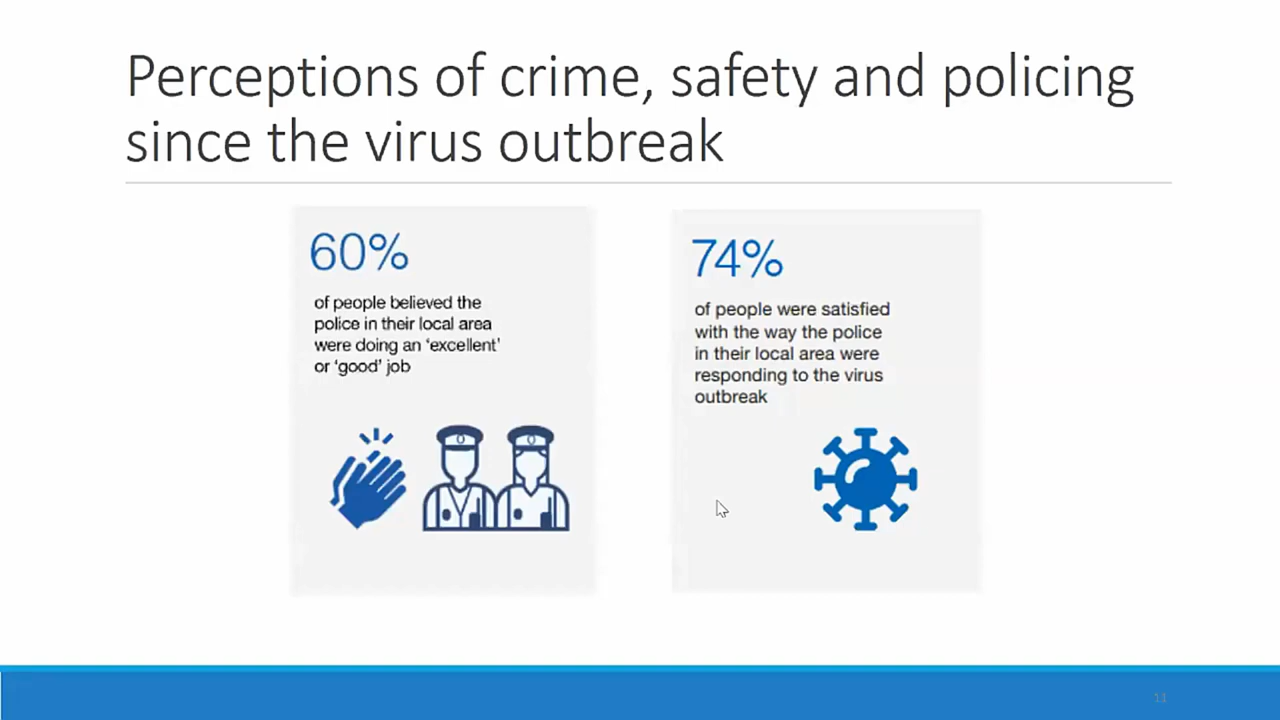 Perceptions of crime, safety and policing
since the virus outbreak
60%
of people believed the
police in their local area
were doing an ‘excellent’
or ‘good’ job
74%
of people were satisfied
with the way the police
in their local area were
responding to the virus
outbreak
11